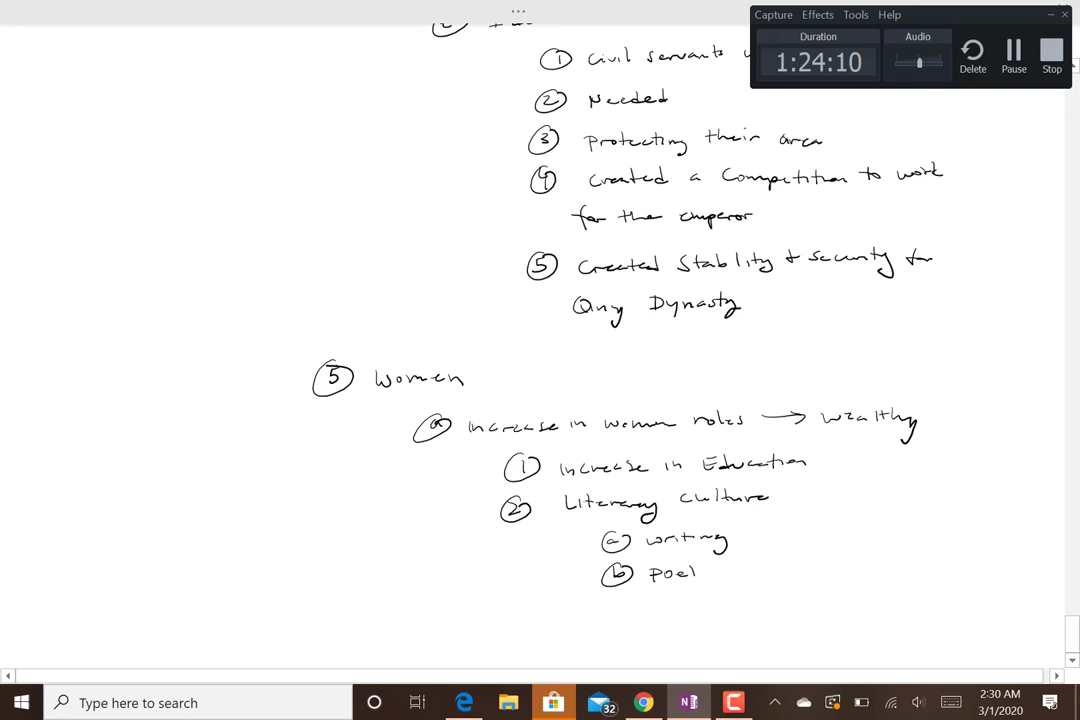 Capture Effects Tools Help
Duration
Audio
1:24:10
Delete Pause Stop
②
① Civil servants
② Needed
③ Protecting their area
④ Created a Competition to work
for the emperor
⑤ Created Stability + security for
Qing Dynasty
⑤ Women
ⓐ increase in women roles → wealthy
① increase in Education
② Literary culture
ⓐ writing
ⓑ Poet
Type here to search
32
2:30 AM
3/1/2020